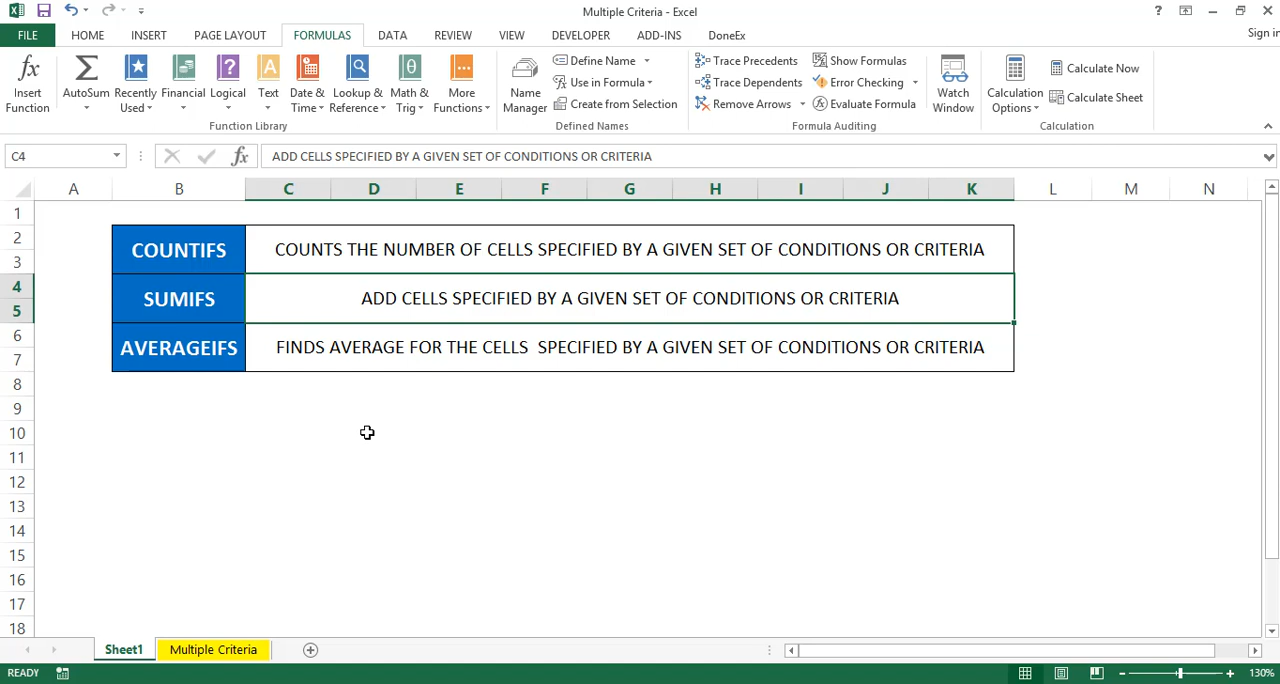 Multiple Criteria - Excel
?
Sign in
FILE HOME INSERT PAGE LAYOUT FORMULAS DATA REVIEW VIEW DEVELOPER ADD-INS DoneEx
fx Insert Function
Σ AutoSum
Recently Used
Financial
Logical
A Text
Date & Time
Lookup & Reference
θ Math & Trig
More Functions
Function Library
Name Manager
Define Name
Use in Formula
Create from Selection
Defined Names
Trace Precedents
Trace Dependents
Remove Arrows
Show Formulas
Error Checking
Evaluate Formula
Formula Auditing
Watch Window
Calculation Options
Calculate Now
Calculate Sheet
Calculation
C4 fx ADD CELLS SPECIFIED BY A GIVEN SET OF CONDITIONS OR CRITERIA
A B C D E F G H I J K L M N
1
2
COUNTIFS COUNTS THE NUMBER OF CELLS SPECIFIED BY A GIVEN SET OF CONDITIONS OR CRITERIA
3
4
SUMIFS ADD CELLS SPECIFIED BY A GIVEN SET OF CONDITIONS OR CRITERIA
5
6
AVERAGEIFS FINDS AVERAGE FOR THE CELLS SPECIFIED BY A GIVEN SET OF CONDITIONS OR CRITERIA
7
8
9
10
11
12
13
14
15
16
17
18
Sheet1 Multiple Criteria
READY 130%